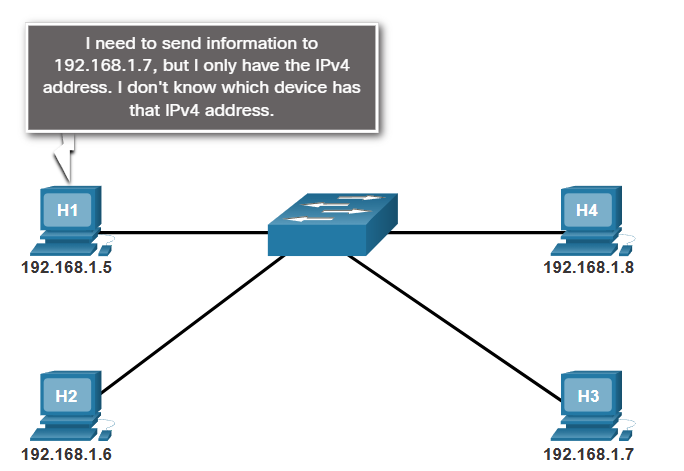 I need to send information to
192.168.1.7, but I only have the IPv4
address. I don't know which device has
that IPv4 address.
H1
H4
192.168.1.5
192.168.1.8
H2
H3
192.168.1.6
192.168.1.7